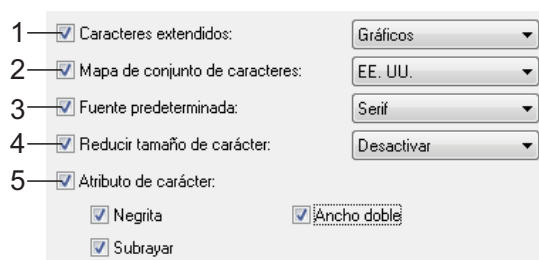 1 Caracteres extendidos: Gráficos
2 Mapa de conjunto de caracteres: EE. UU.
3 Fuente predeterminada: Serif
4 Reducir tamaño de carácter: Desactivar
5 Atributo de carácter:
Negrita Ancho doble
Subrayar